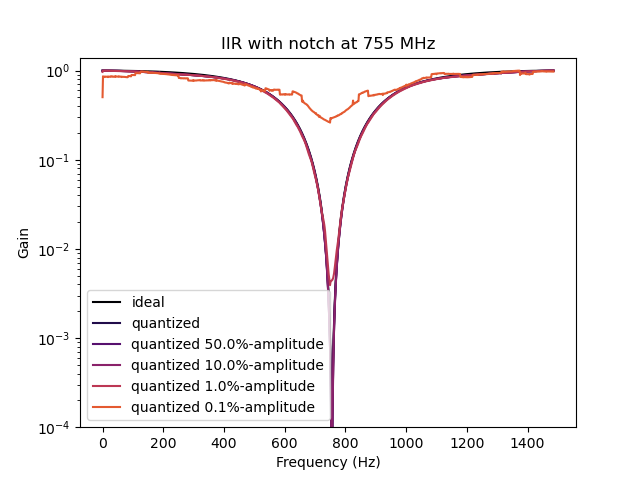 IIR with notch at 755 MHz
10^0
10^-1
10^-2
10^-3
10^-4
Gain
ideal
quantized
quantized 50.0%-amplitude
quantized 10.0%-amplitude
quantized 1.0%-amplitude
quantized 0.1%-amplitude
0 200 400 600 800 1000 1200 1400
Frequency (Hz)